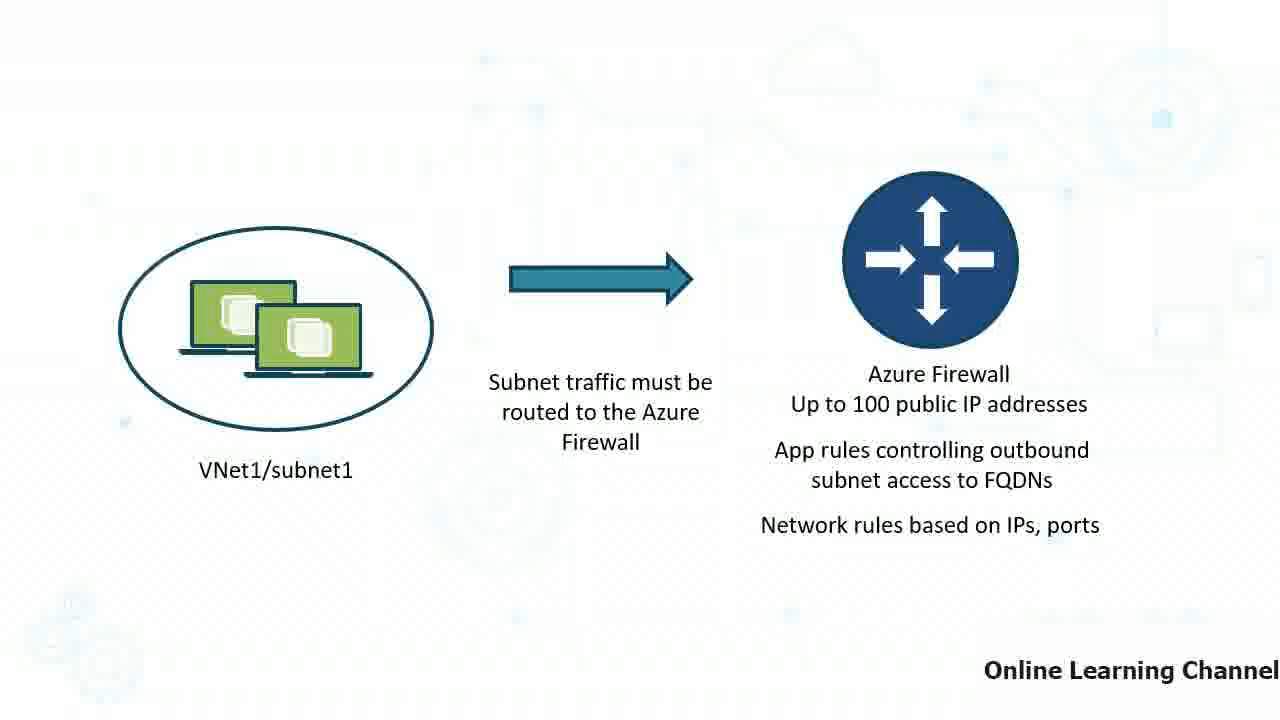 VNet1/subnet1
Subnet traffic must be
routed to the Azure
Firewall
Azure Firewall
Up to 100 public IP addresses
App rules controlling outbound
subnet access to FQDNs
Network rules based on IPs, ports
Online Learning Channel